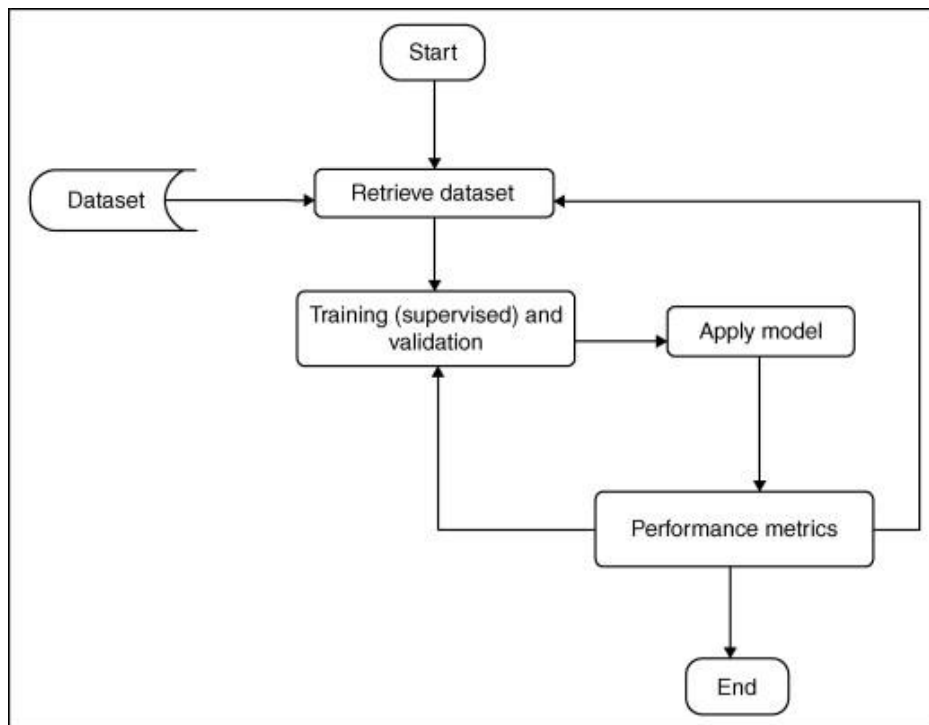 Start
Dataset
Retrieve dataset
Training (supervised) and
validation
Apply model
Performance metrics
End